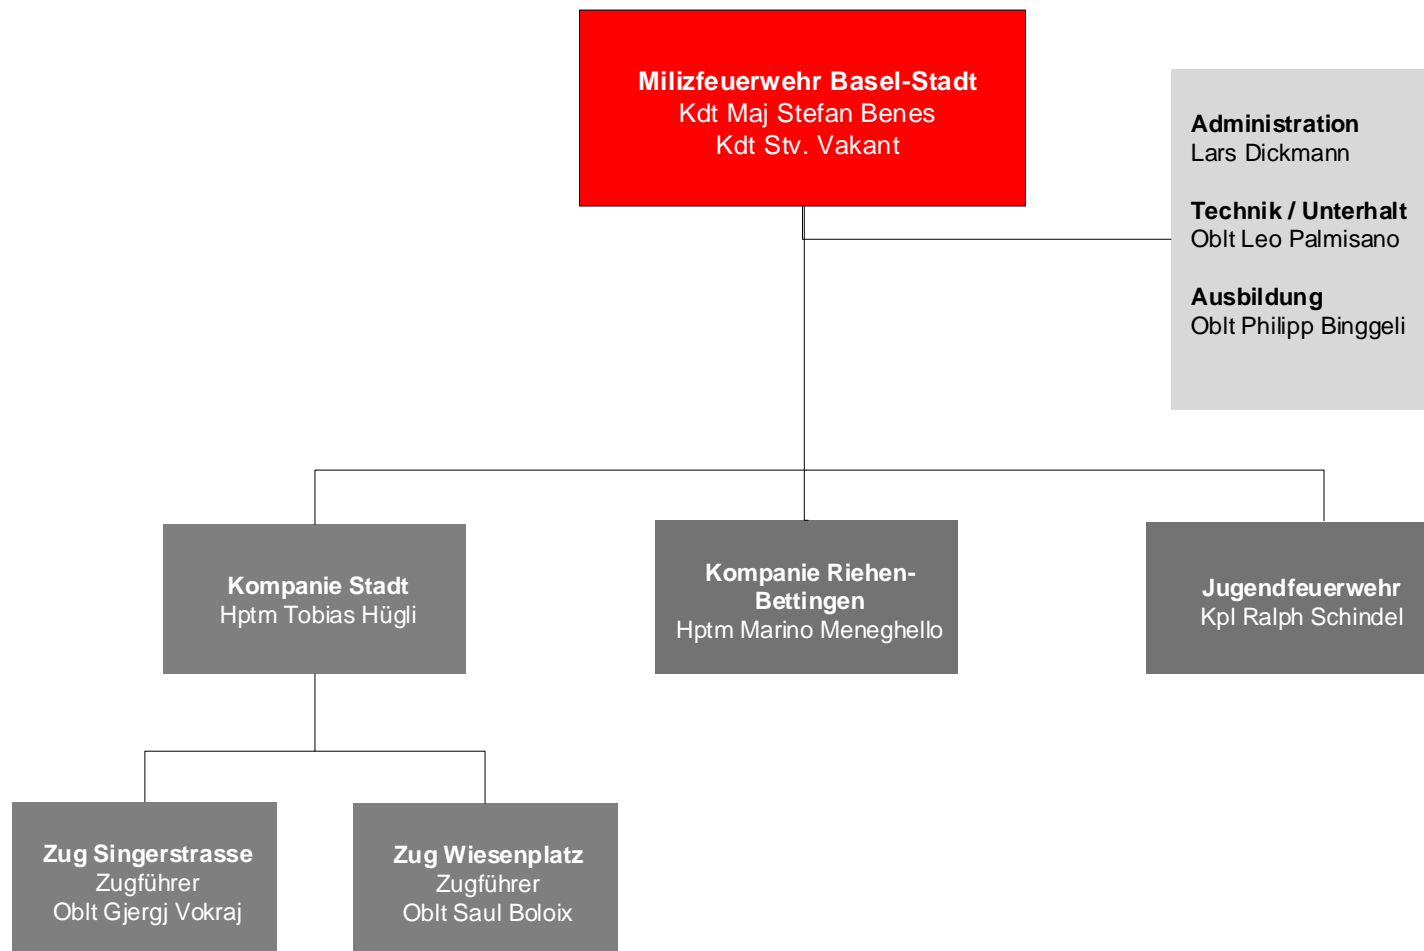 Milizfeuerwehr Basel-Stadt
Kdt Maj Stefan Benes
Kdt Stv. Vakant
Administration
Lars Dickmann
Technik / Unterhalt
Oblt Leo Palmisano
Ausbildung
Oblt Philipp Binggeli
Kompanie Stadt
Hptm Tobias Hügli
Kompanie Riehen-
Bettingen
Hptm Marino Meneghello
Jugendfeuerwehr
Kpl Ralph Schindel
Zug Singerstrasse
Zugführer
Oblt Gjergj Vokraj
Zug Wiesenplatz
Zugführer
Oblt Saul Boloix